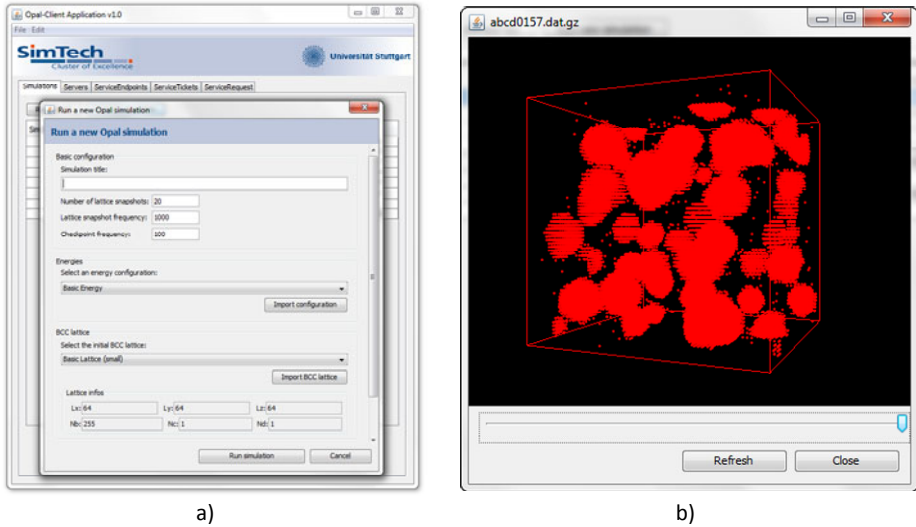 Opal-Client Application v1.0
File Edit
SimTech
Cluster of Excellence
Universität Stuttgart
Simulations Servers ServiceEndpoints ServiceTickets ServiceRequest
Run a new Opal simulation
Run a new Opal simulation
Basic configuration
Simulation title:
Number of lattice snapshots: 20
Lattice snapshot frequency: 1000
Checkpoint frequency: 100
Energies
Select an energy configuration:
Basic Energy
Import configuration
BCC lattice
Select the initial BCC lattice:
Basic Lattice (small)
Import BCC lattice
Lattice infos
Lx: 64 Ly: 64 Lz: 64
Nb: 255 Nc: 1 Nd: 1
Run simulation Cancel
a)
abcd0157.dat.gz
Refresh Close
b)